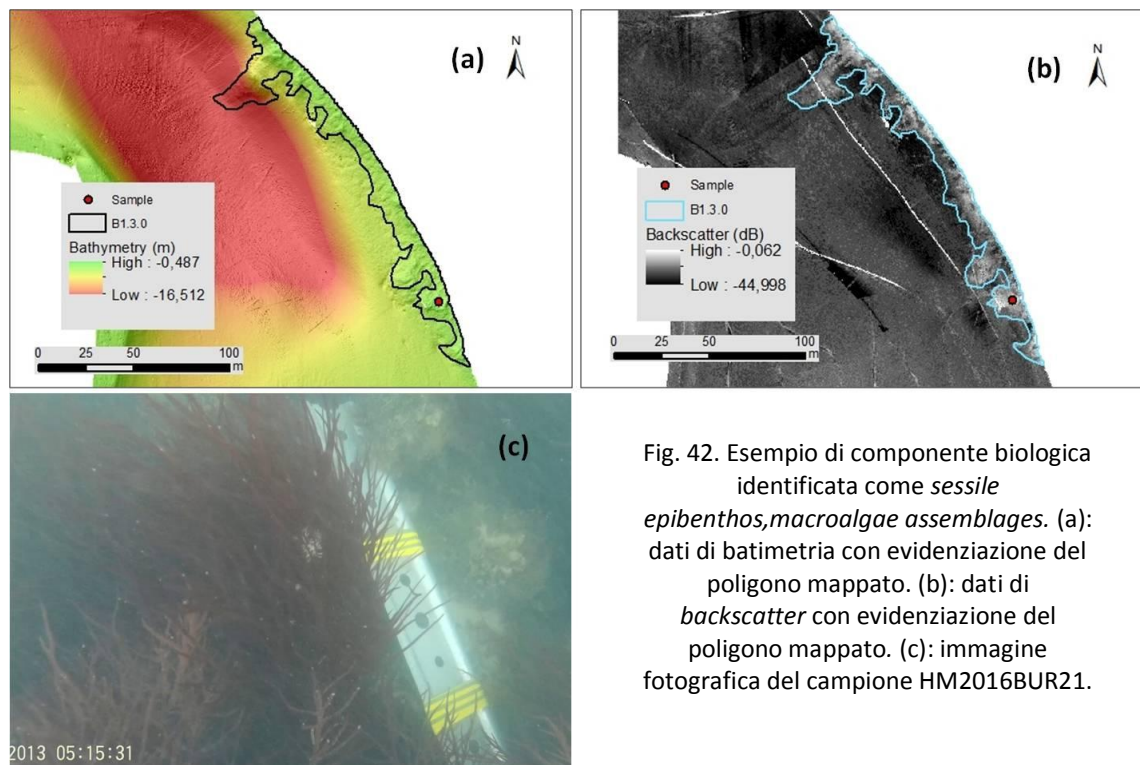 (a)
N
Sample
B1.3.0
Bathymetry (m)
High : -0,487
Low : -16,512
0 25 50 100
m
(b)
N
Sample
B1.3.0
Backscatter (dB)
High : -0,062
Low : -44,998
0 25 50 100
m
(c)
2013 05:15:31
Fig. 42. Esempio di componente biologica
identificata come sessile
epibenthos,macroalgae assemblages. (a):
dati di batimetria con evidenziazione del
poligono mappato. (b): dati di
backscatter con evidenziazione del
poligono mappato. (c): immagine
fotografica del campione HM2016BUR21.